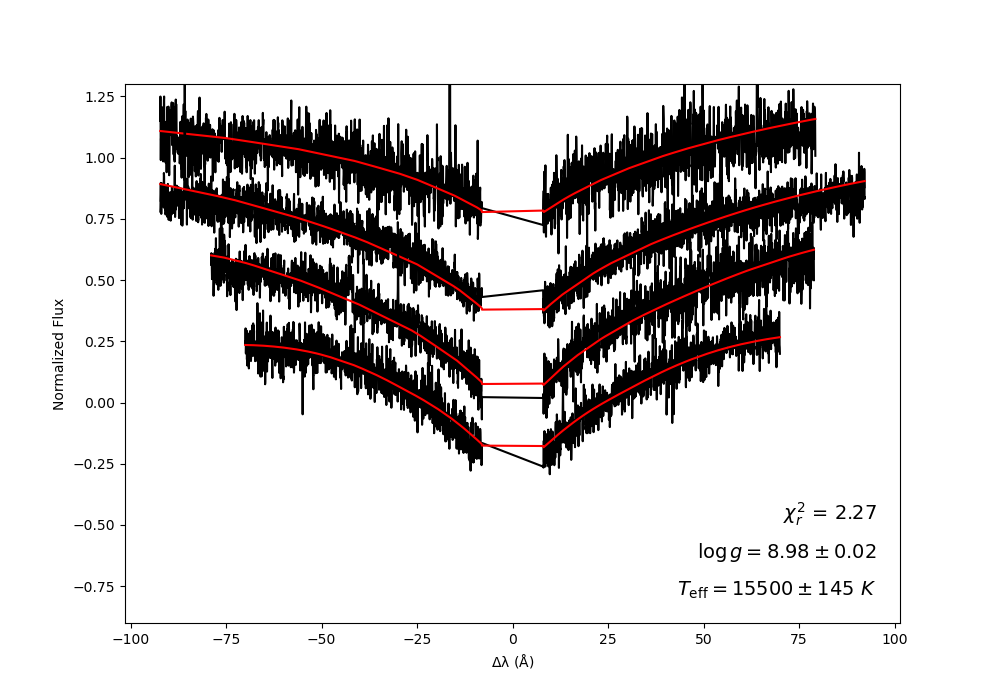 1.25
1.00
0.75
0.50
0.25
0.00
−0.25
−0.50
−0.75
Normalized Flux
χ²ᵣ = 2.27
log g = 8.98 ± 0.02
T_eff = 15500 ± 145 K
−100 −75 −50 −25 0 25 50 75 100
Δλ (Å)